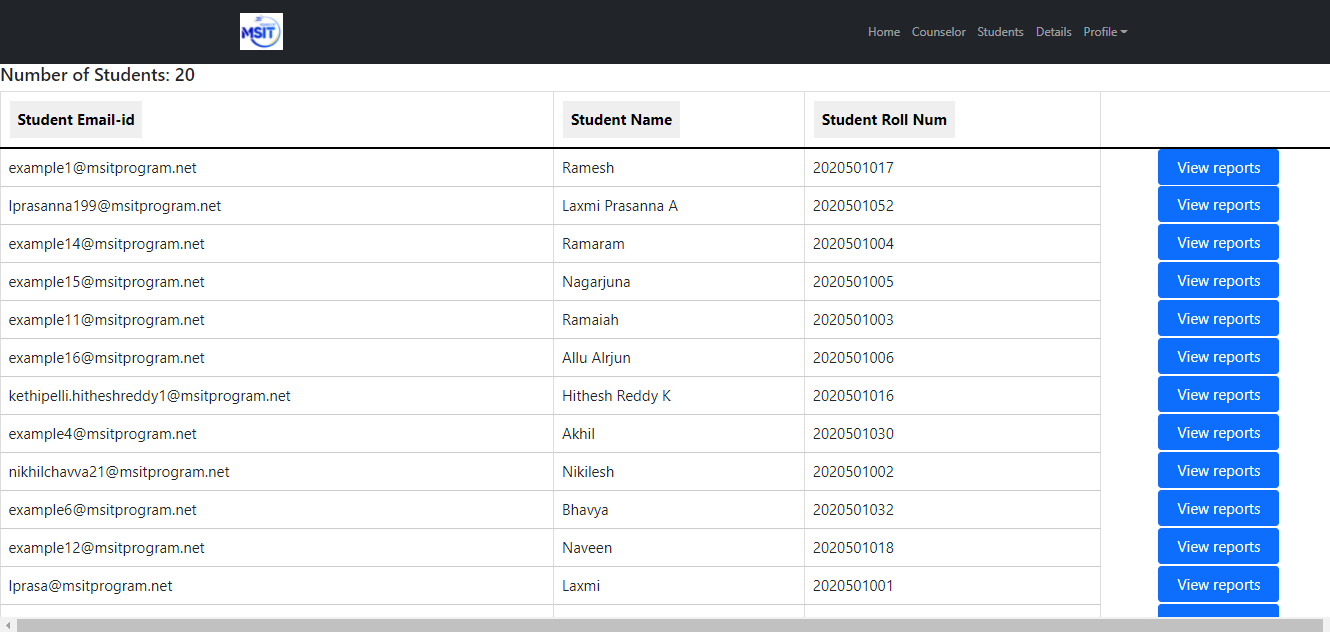 MSIT
Home Counselor Students Details Profile
Number of Students: 20
Student Email-id Student Name Student Roll Num
example1@msitprogram.net Ramesh 2020501017 View reports
lprasanna199@msitprogram.net Laxmi Prasanna A 2020501052 View reports
example14@msitprogram.net Ramaram 2020501004 View reports
example15@msitprogram.net Nagarjuna 2020501005 View reports
example11@msitprogram.net Ramaiah 2020501003 View reports
example16@msitprogram.net Allu Alrjun 2020501006 View reports
kethipelli.hitheshreddy1@msitprogram.net Hithesh Reddy K 2020501016 View reports
example4@msitprogram.net Akhil 2020501030 View reports
nikhilchavva21@msitprogram.net Nikilesh 2020501002 View reports
example6@msitprogram.net Bhavya 2020501032 View reports
example12@msitprogram.net Naveen 2020501018 View reports
lprasa@msitprogram.net Laxmi 2020501001 View reports